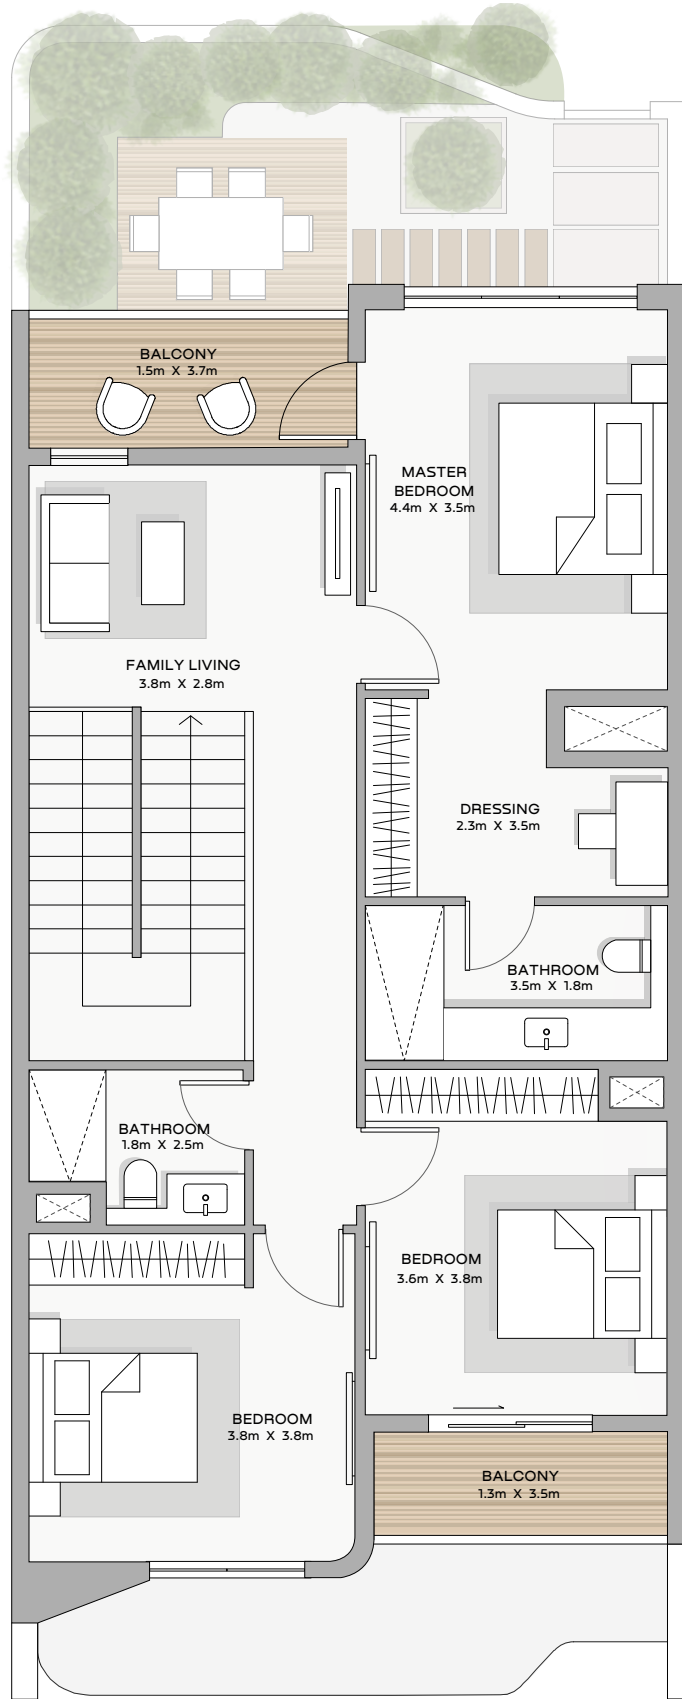 BALCONY
1.5m X 3.7m
MASTER
BEDROOM
4.4m X 3.5m
FAMILY LIVING
3.8m X 2.8m
DRESSING
2.3m X 3.5m
BATHROOM
3.5m X 1.8m
BATHROOM
1.8m X 2.5m
BEDROOM
3.6m X 3.8m
BEDROOM
3.8m X 3.8m
BALCONY
1.3m X 3.5m